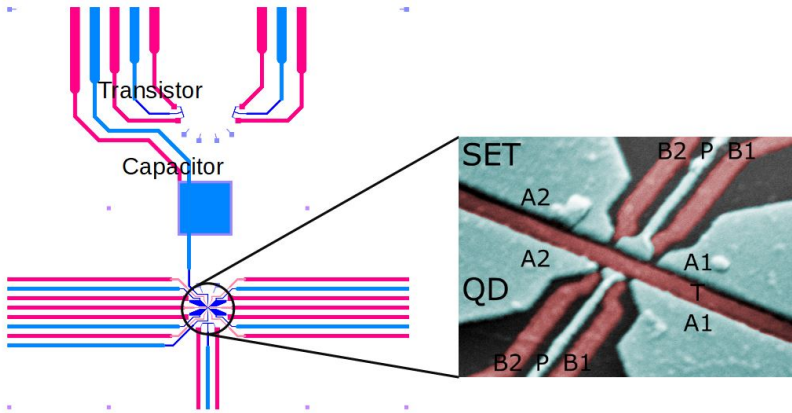 Transistor
Capacitor
SET
B2 P B1
A2
A2
A1
QD
T
A1
B2 P B1